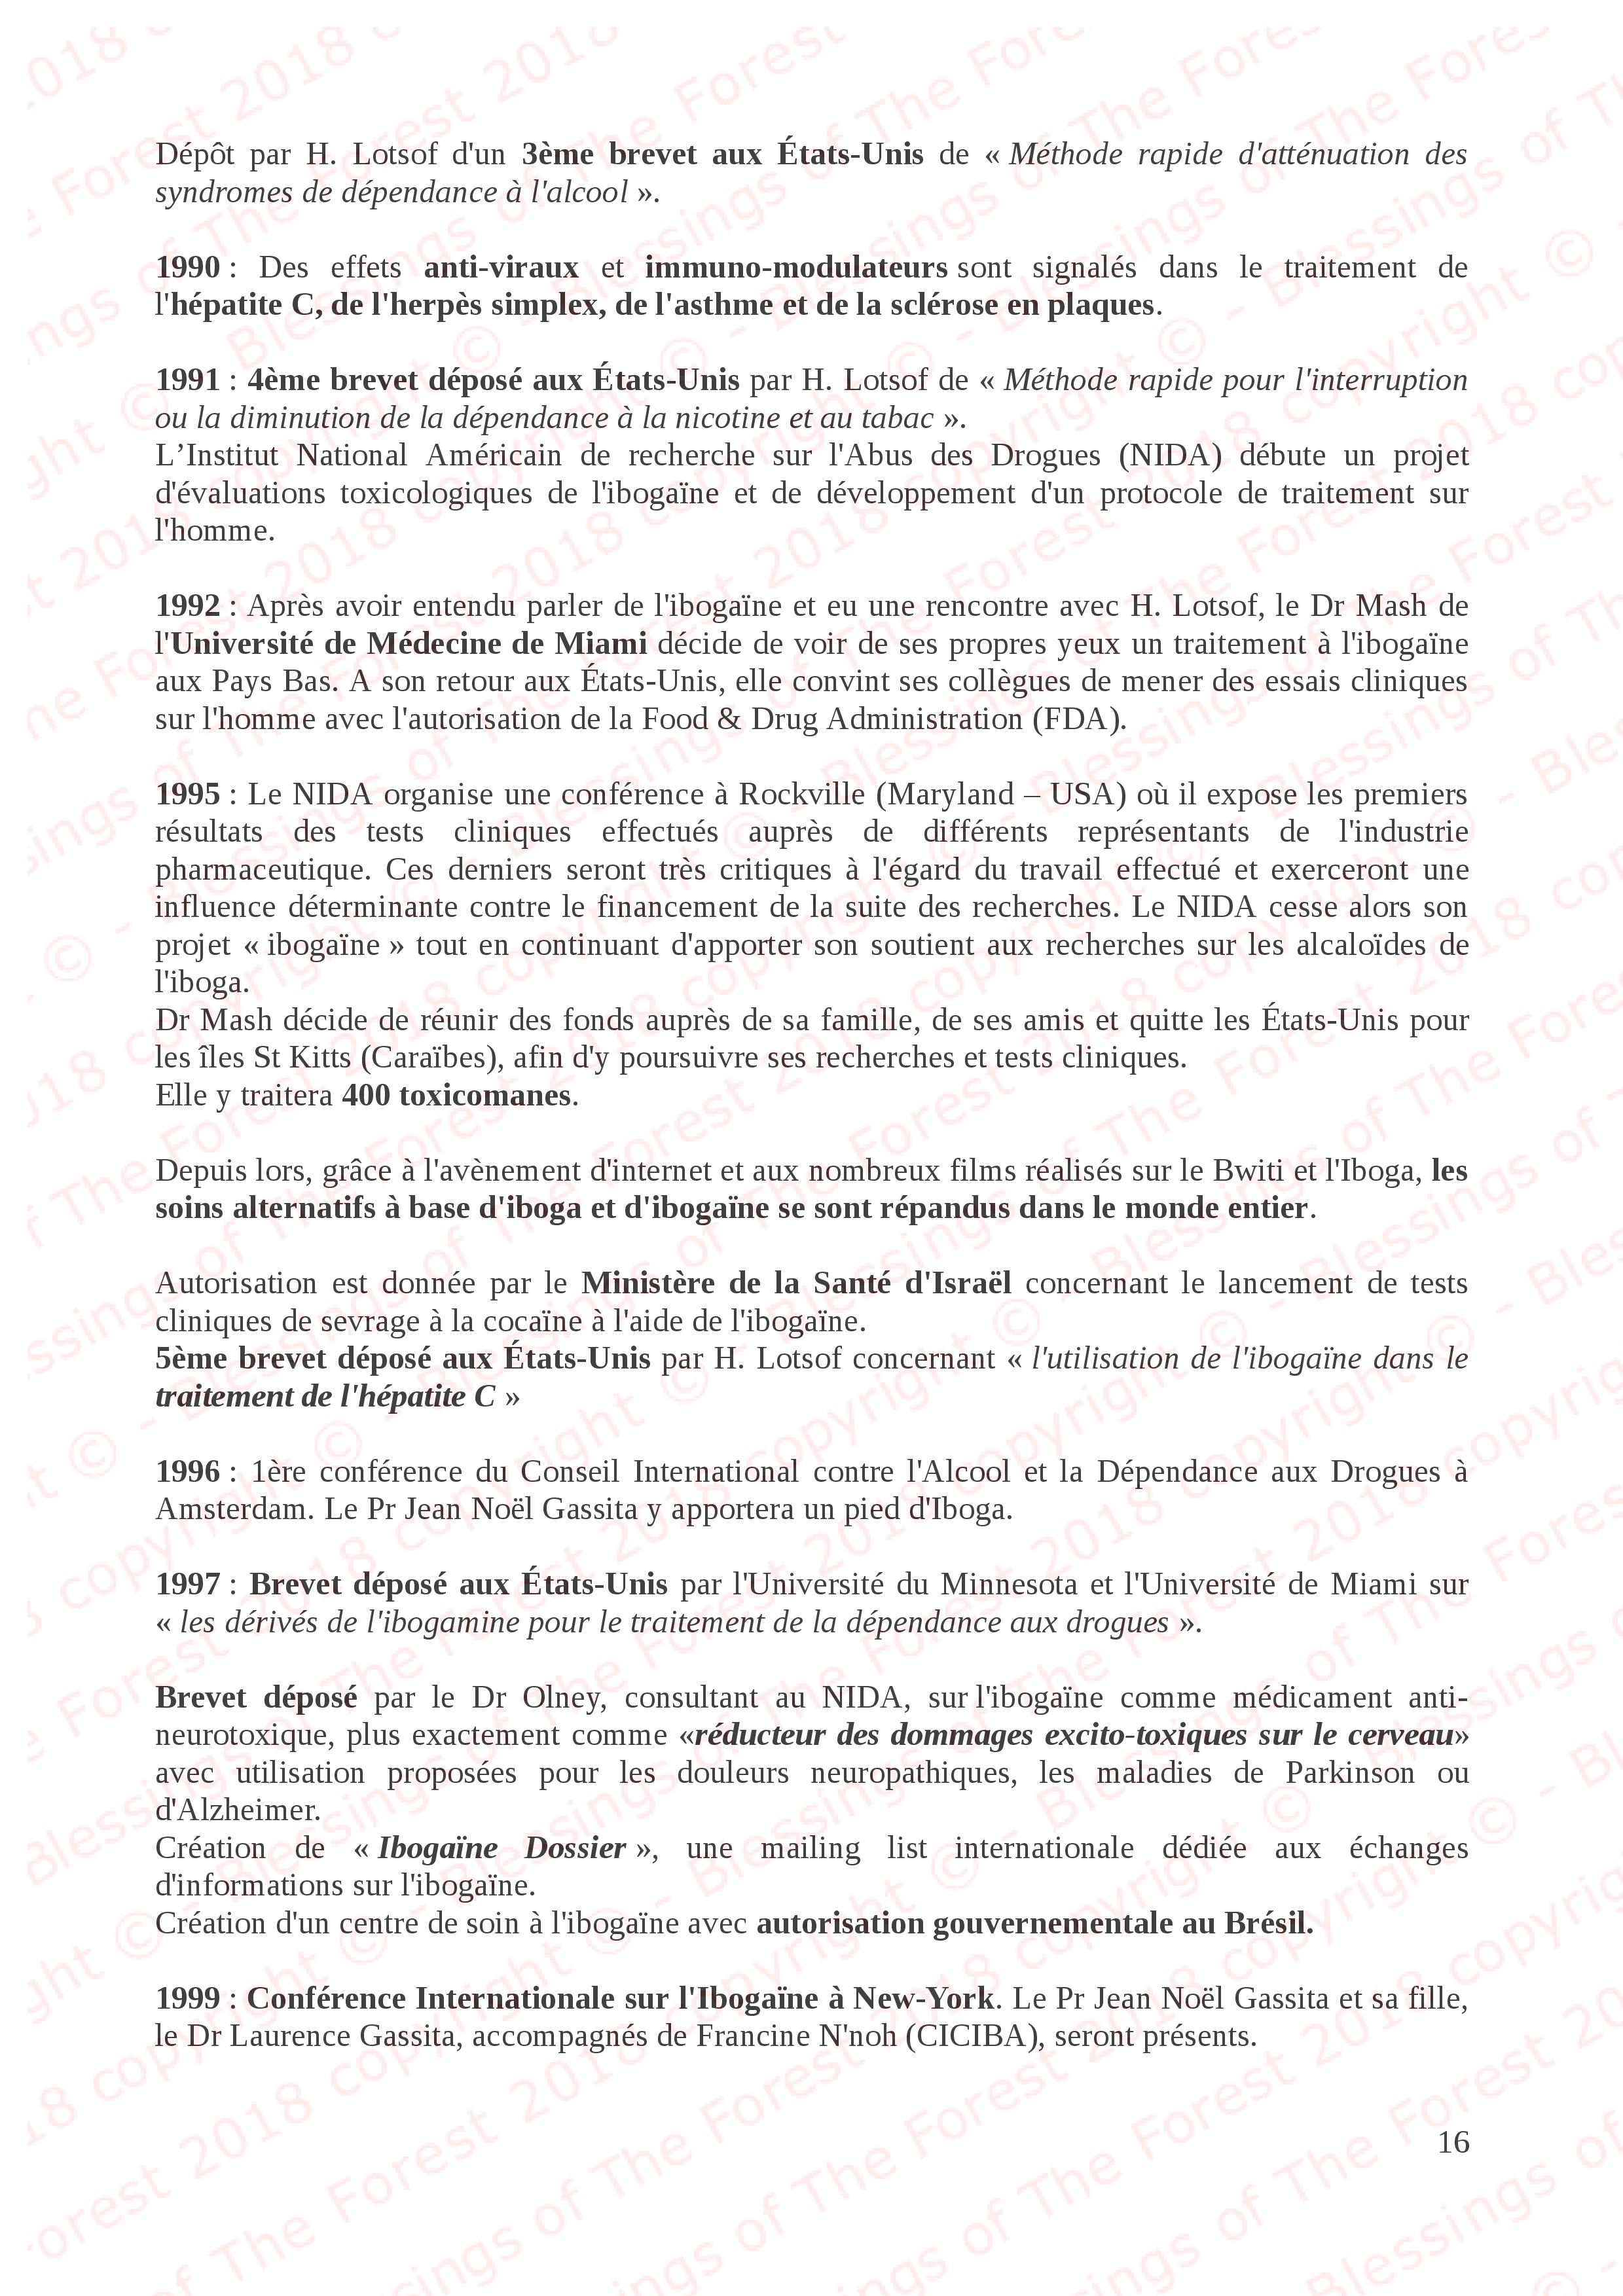 Dépôt par H. Lotsof d'un 3ème brevet aux États-Unis de « Méthode rapide d'atténuation des
syndromes de dépendance à l'alcool ».
1990 : Des effets anti-viraux et immuno-modulateurs sont signalés dans le traitement de
l'hépatite C, de l'herpès simplex, de l'asthme et de la sclérose en plaques.
1991 : 4ème brevet déposé aux États-Unis par H. Lotsof de « Méthode rapide pour l'interruption
ou la diminution de la dépendance à la nicotine et au tabac ».
L’Institut National Américain de recherche sur l'Abus des Drogues (NIDA) débute un projet
d'évaluations toxicologiques de l'ibogaïne et de développement d'un protocole de traitement sur
l'homme.
1992 : Après avoir entendu parler de l'ibogaïne et eu une rencontre avec H. Lotsof, le Dr Mash de
l'Université de Médecine de Miami décide de voir de ses propres yeux un traitement à l'ibogaïne
aux Pays Bas. A son retour aux États-Unis, elle convint ses collègues de mener des essais cliniques
sur l'homme avec l'autorisation de la Food & Drug Administration (FDA).
1995 : Le NIDA organise une conférence à Rockville (Maryland – USA) où il expose les premiers
résultats des tests cliniques effectués auprès de différents représentants de l'industrie
pharmaceutique. Ces derniers seront très critiques à l'égard du travail effectué et exerceront une
influence déterminante contre le financement de la suite des recherches. Le NIDA cesse alors son
projet « ibogaïne » tout en continuant d'apporter son soutient aux recherches sur les alcaloïdes de
l'iboga.
Dr Mash décide de réunir des fonds auprès de sa famille, de ses amis et quitte les États-Unis pour
les îles St Kitts (Caraïbes), afin d'y poursuivre ses recherches et tests cliniques.
Elle y traitera 400 toxicomanes.
Depuis lors, grâce à l'avènement d'internet et aux nombreux films réalisés sur le Bwiti et l'Iboga, les
soins alternatifs à base d'iboga et d'ibogaïne se sont répandus dans le monde entier.
Autorisation est donnée par le Ministère de la Santé d'Israël concernant le lancement de tests
cliniques de sevrage à la cocaïne à l'aide de l'ibogaïne.
5ème brevet déposé aux États-Unis par H. Lotsof concernant « l'utilisation de l'ibogaïne dans le
traitement de l'hépatite C »
1996 : 1ère conférence du Conseil International contre l'Alcool et la Dépendance aux Drogues à
Amsterdam. Le Pr Jean Noël Gassita y apportera un pied d'Iboga.
1997 : Brevet déposé aux États-Unis par l'Université du Minnesota et l'Université de Miami sur
« les dérivés de l'ibogamine pour le traitement de la dépendance aux drogues ».
Brevet déposé par le Dr Olney, consultant au NIDA, sur l'ibogaïne comme médicament anti-
neurotoxique, plus exactement comme «réducteur des dommages excito-toxiques sur le cerveau»
avec utilisation proposées pour les douleurs neuropathiques, les maladies de Parkinson ou
d'Alzheimer.
Création de « Ibogaïne Dossier », une mailing list internationale dédiée aux échanges
d'informations sur l'ibogaïne.
Création d'un centre de soin à l'ibogaïne avec autorisation gouvernementale au Brésil.
1999 : Conférence Internationale sur l'Ibogaïne à New-York. Le Pr Jean Noël Gassita et sa fille,
le Dr Laurence Gassita, accompagnés de Francine N'noh (CICIBA), seront présents.
16